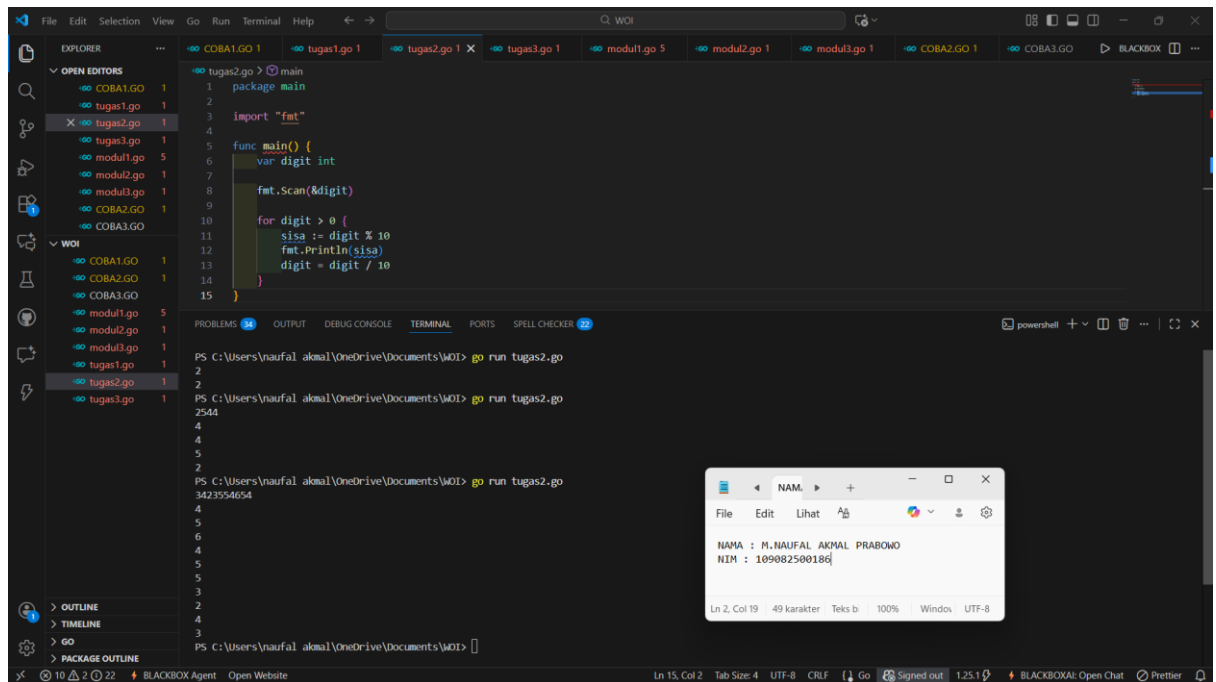 File Edit Selection View Go Run Terminal Help
WOI
EXPLORER
OPEN EDITORS
COBA1.GO 1
tugas1.go 1
tugas2.go 1
tugas3.go 1
modul1.go 5
modul2.go 1
modul3.go 1
COBA2.GO 1
COBA3.GO
WOI
COBA1.GO 1
COBA2.GO 1
COBA3.GO
modul1.go 5
modul2.go 1
modul3.go 1
tugas1.go 1
tugas2.go 1
tugas3.go 1
OUTLINE
TIMELINE
GO
PACKAGE OUTLINE
COBA1.GO 1 tugas1.go 1 tugas2.go 1 tugas3.go 1 modul1.go 5 modul2.go 1 modul3.go 1 COBA2.GO 1 COBA3.GO BLACKBOX
tugas2.go > main
1 package main
2
3 import "fmt"
4
5 func main() {
6 var digit int
7
8 fmt.Scan(&digit)
9
10 for digit > 0 {
11 sisa := digit % 10
12 fmt.Println(sisa)
13 digit = digit / 10
14 }
15 }
PROBLEMS 34 OUTPUT DEBUG CONSOLE TERMINAL PORTS SPELL CHECKER 22
powershell
PS C:\Users\naufal akmal\OneDrive\Documents\WOI> go run tugas2.go
2
2
PS C:\Users\naufal akmal\OneDrive\Documents\WOI> go run tugas2.go
2544
4
4
5
2
PS C:\Users\naufal akmal\OneDrive\Documents\WOI> go run tugas2.go
3423554654
4
5
6
4
5
5
3
2
4
3
PS C:\Users\naufal akmal\OneDrive\Documents\WOI>
NAM.
File Edit Lihat
NAMA : M.NAUFAL AKMAL PRABOWO
NIM : 109082500186
Ln 2, Col 19 49 karakter Teks b 100% Window UTF-8
10 2 22 BLACKBOX Agent Open Website
Ln 15, Col 2 Tab Size: 4 UTF-8 CRLF Go Signed out 1.25.1 BLACKBOXAI: Open Chat Prettier